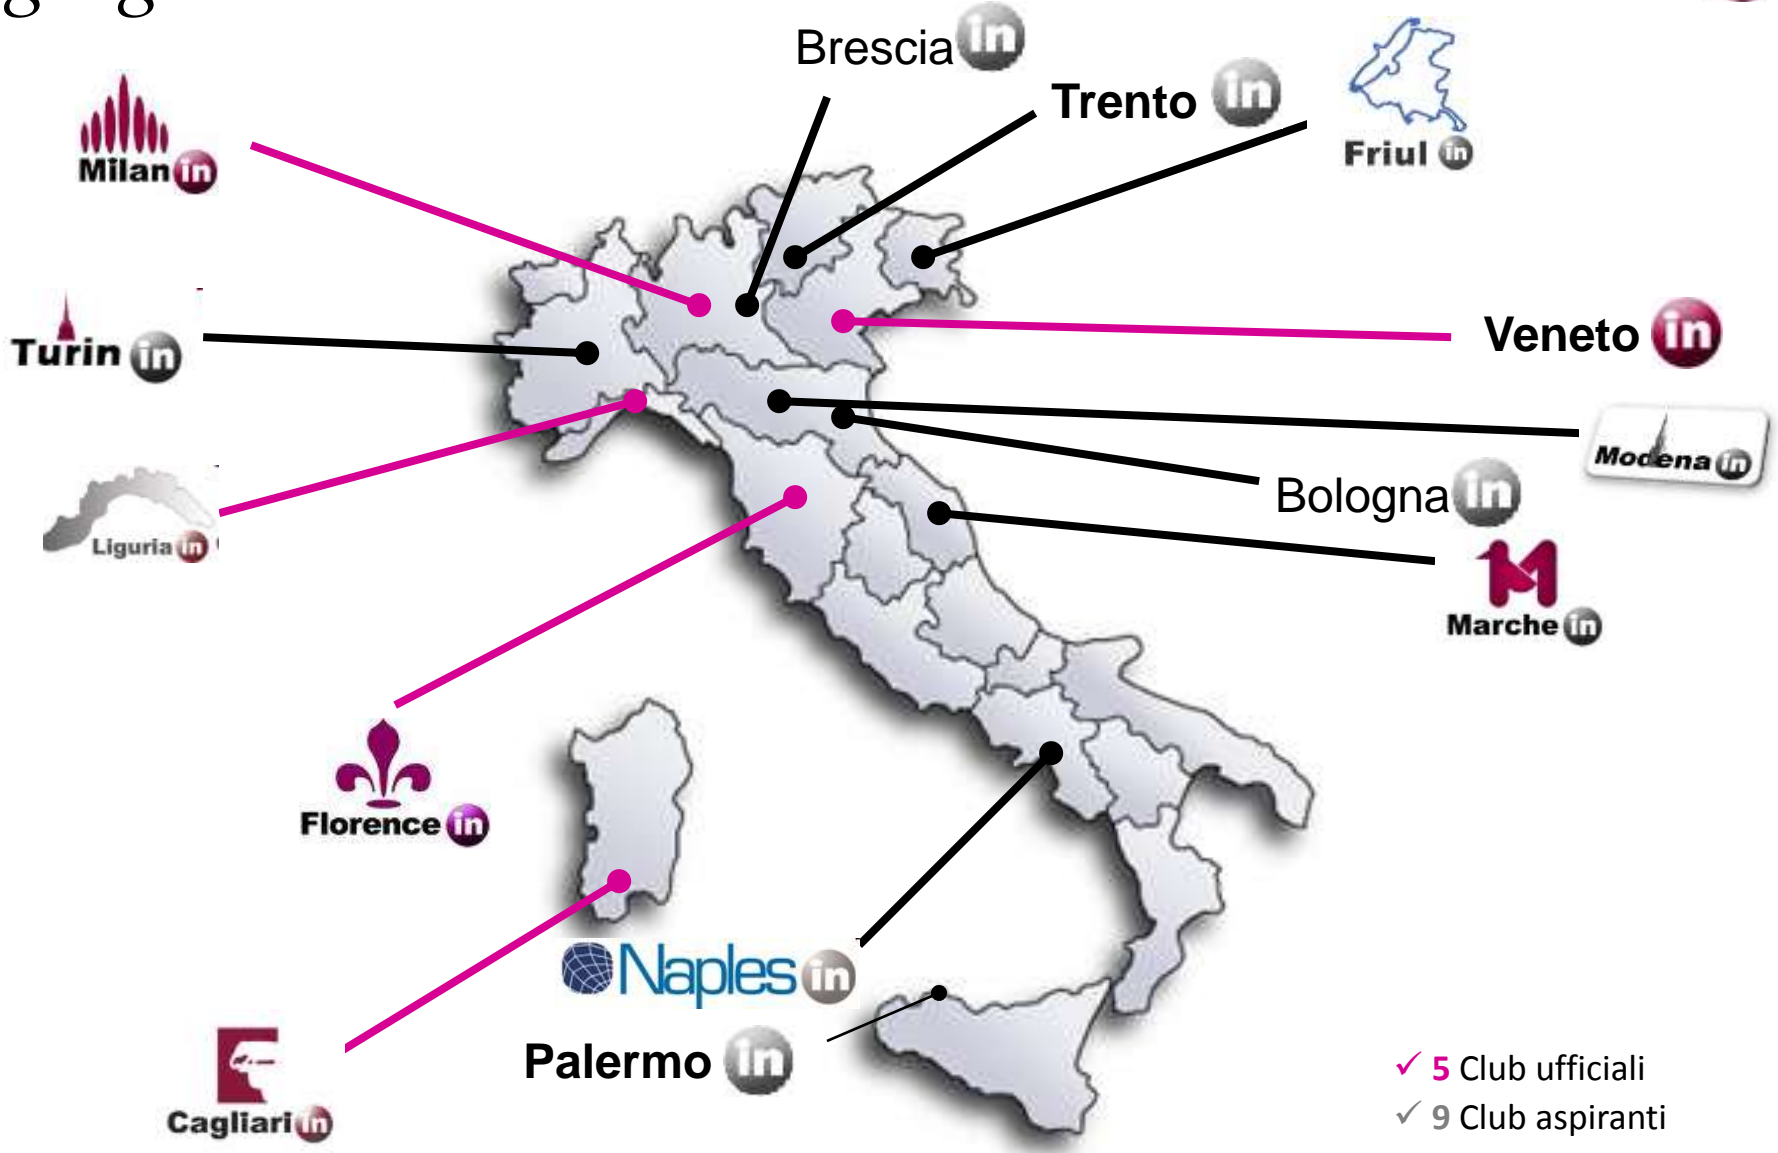 Brescia in
Trento in
Friul in
Milan in
Turin in
Veneto in
Modena in
Liguria in
Bologna in
Marche in
Florence in
Naples in
Palermo in
Cagliari in
✓ 5 Club ufficiali
✓ 9 Club aspiranti